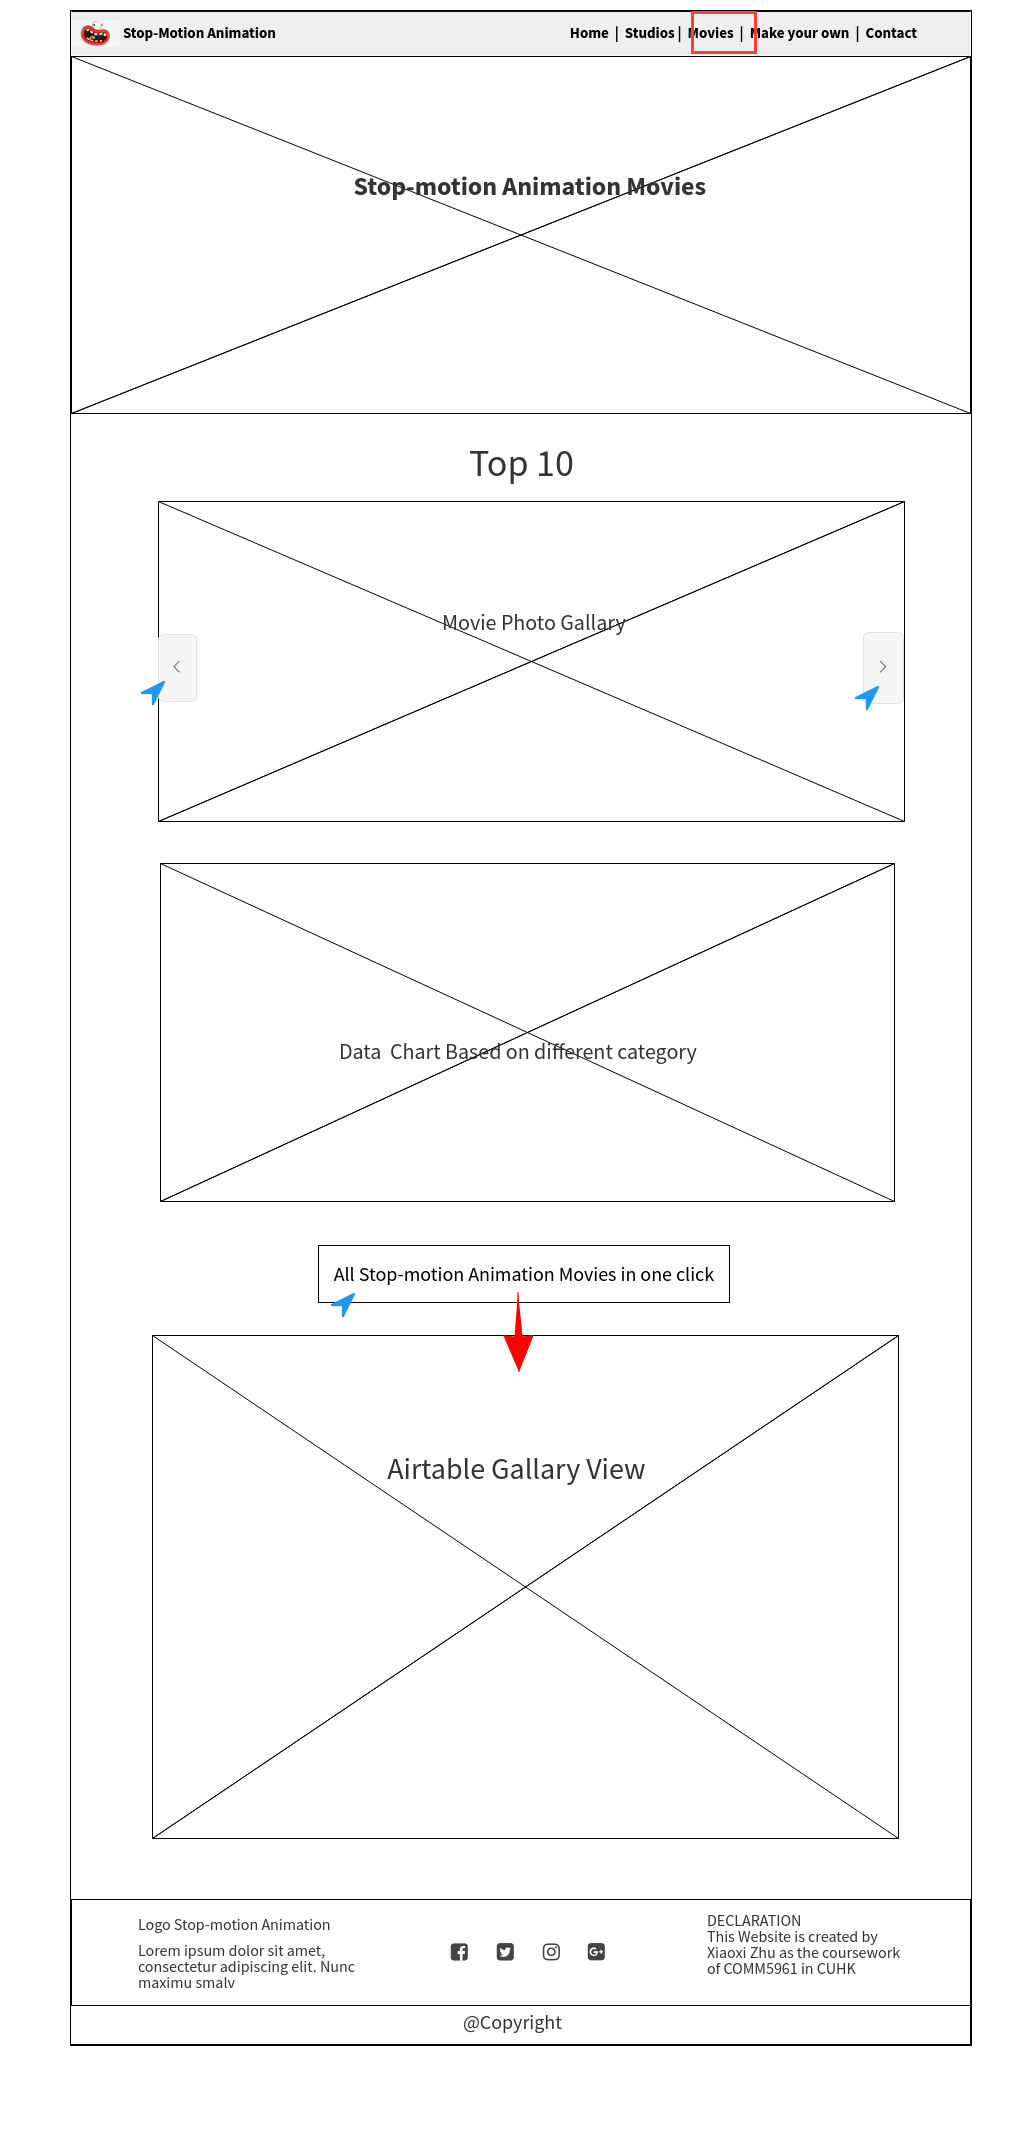 Stop-Motion Animation
Home | Studios | Movies | Make your own | Contact
Stop-motion Animation Movies
Top 10
Movie Photo Gallary
Data Chart Based on different category
All Stop-motion Animation Movies in one click
Airtable Gallary View
Logo Stop-motion Animation
Lorem ipsum dolor sit amet,
consectetur adipiscing elit. Nunc
maximu smalv
DECLARATION
This Website is created by
Xiaoxi Zhu as the coursework
of COMM5961 in CUHK
@Copyright